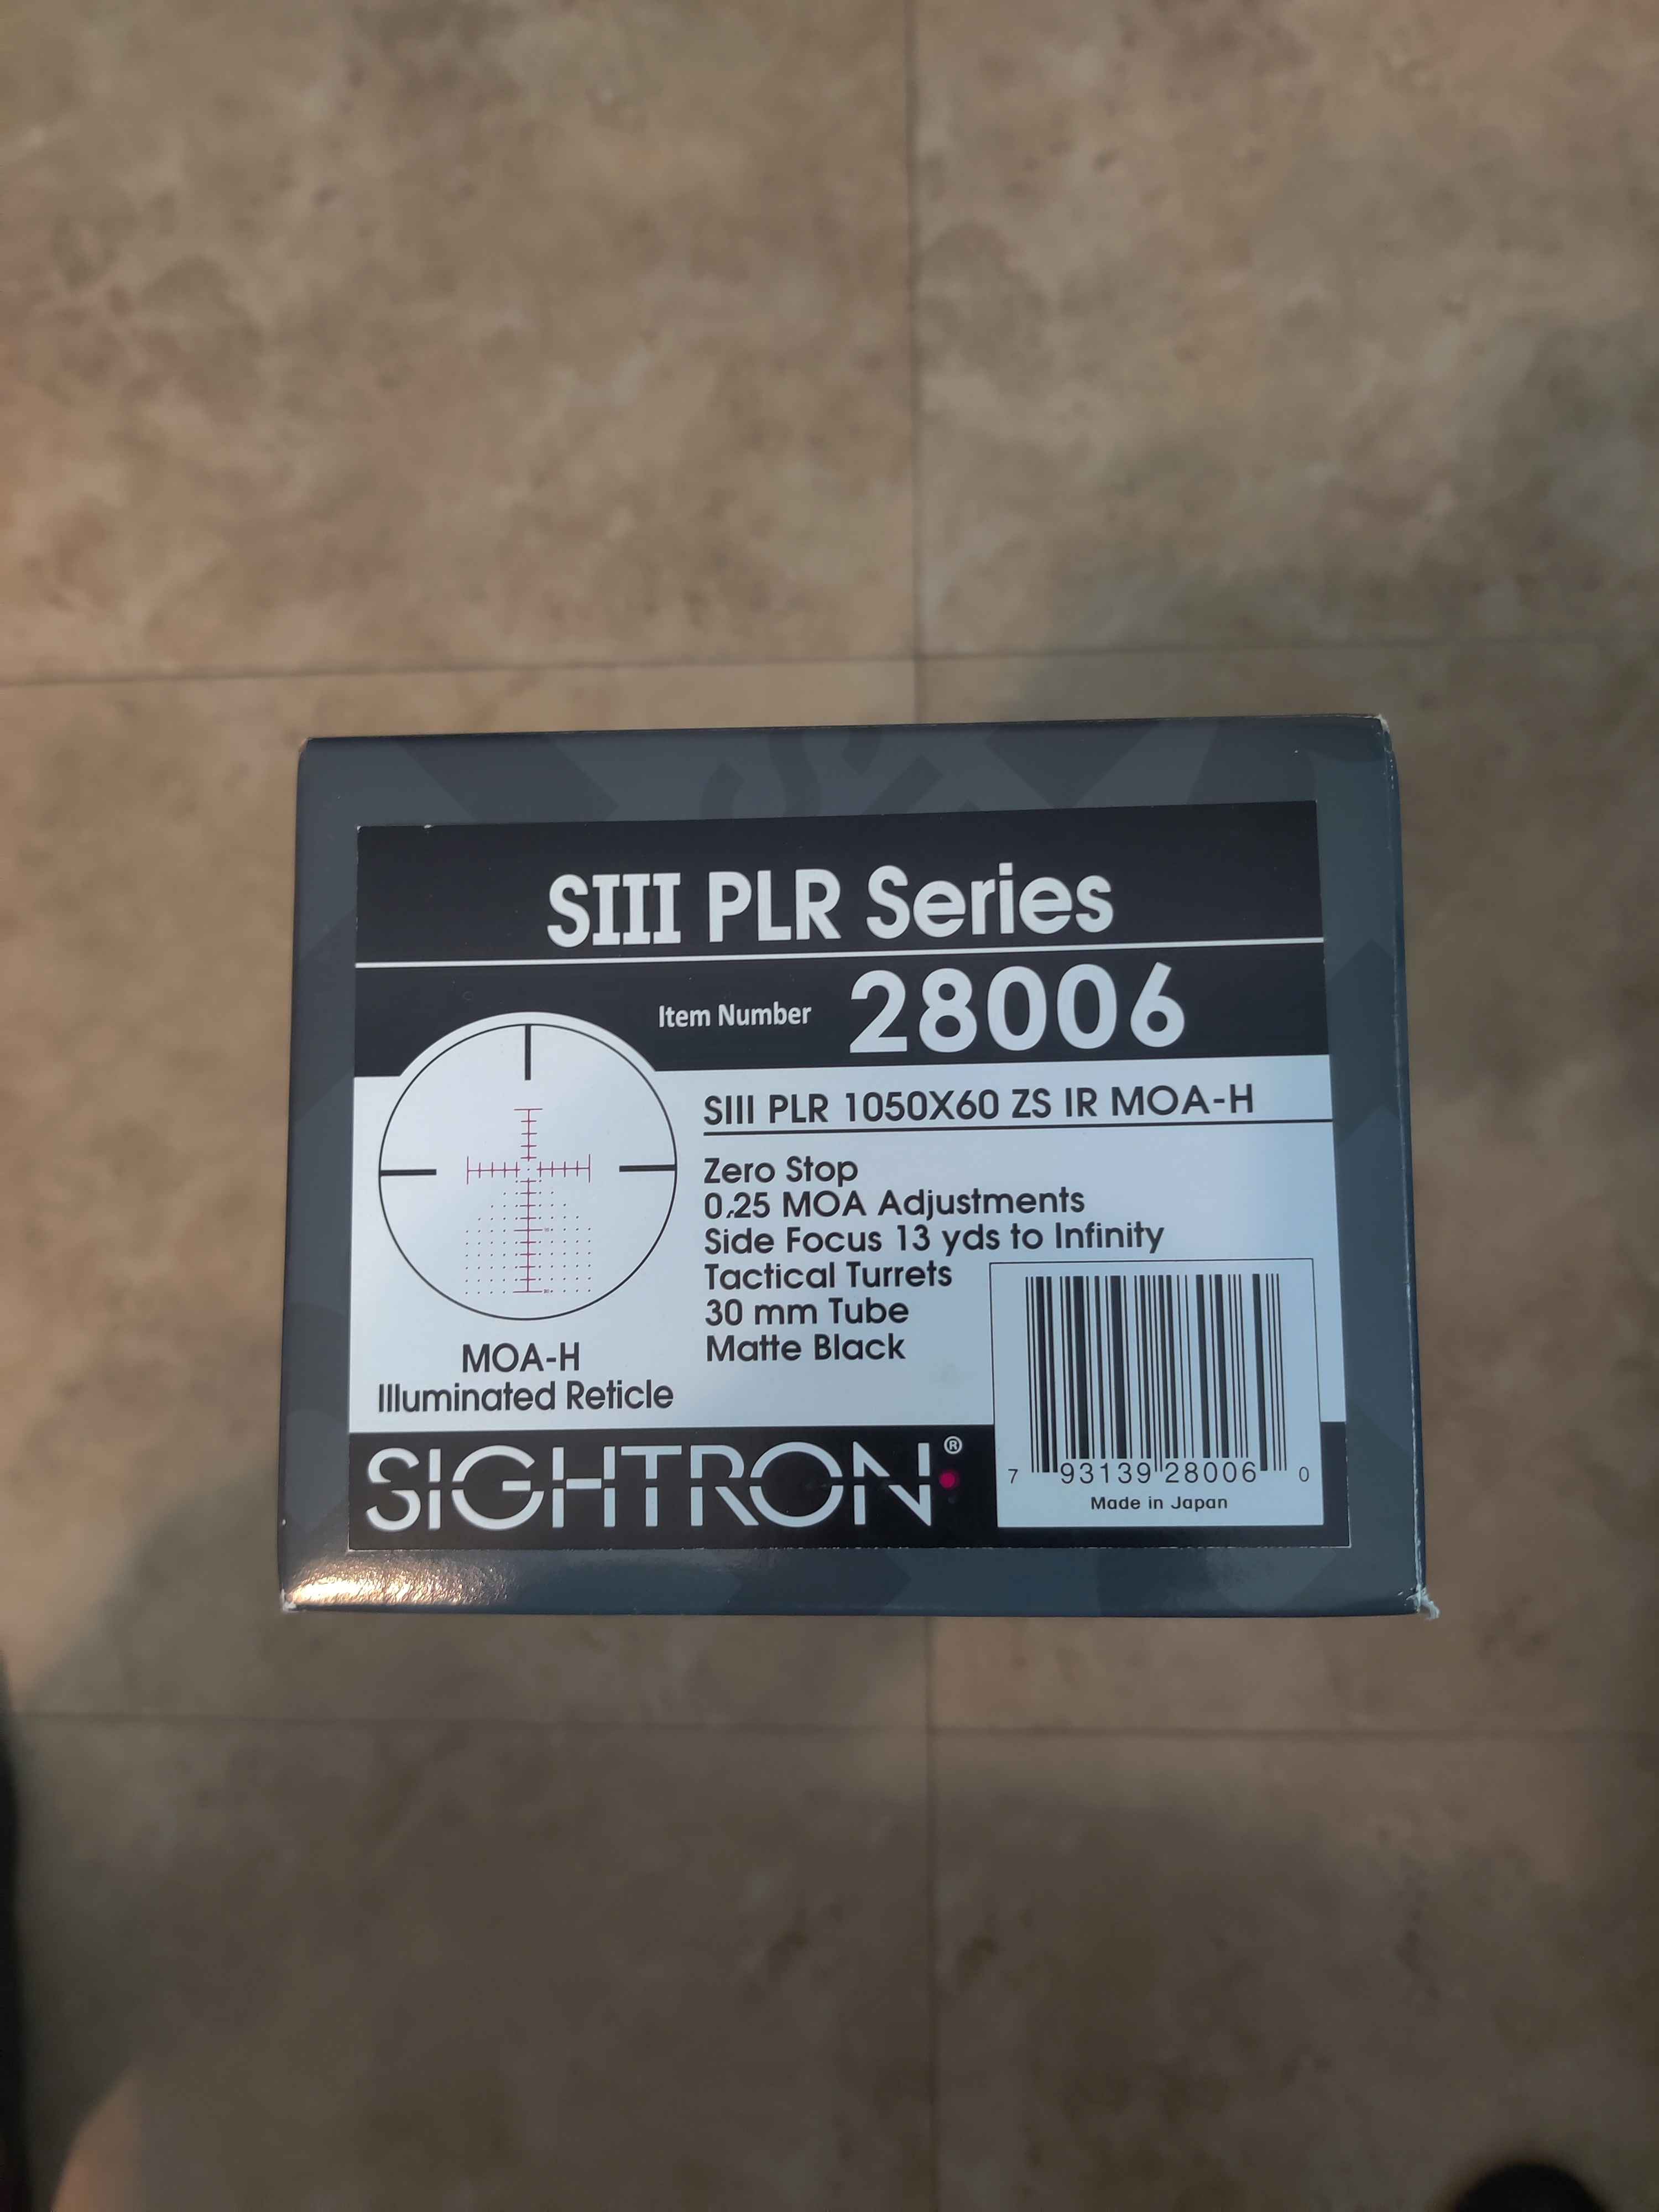 SIII PLR Series
Item Number 28006
SIII PLR 1050X60 ZS IR MOA-H
Zero Stop
0.25 MOA Adjustments
Side Focus 13 yds to Infinity
Tactical Turrets
30 mm Tube
Matte Black
MOA-H
Illuminated Reticle
SIGHTRON®
7 93139 28006 0
Made in Japan